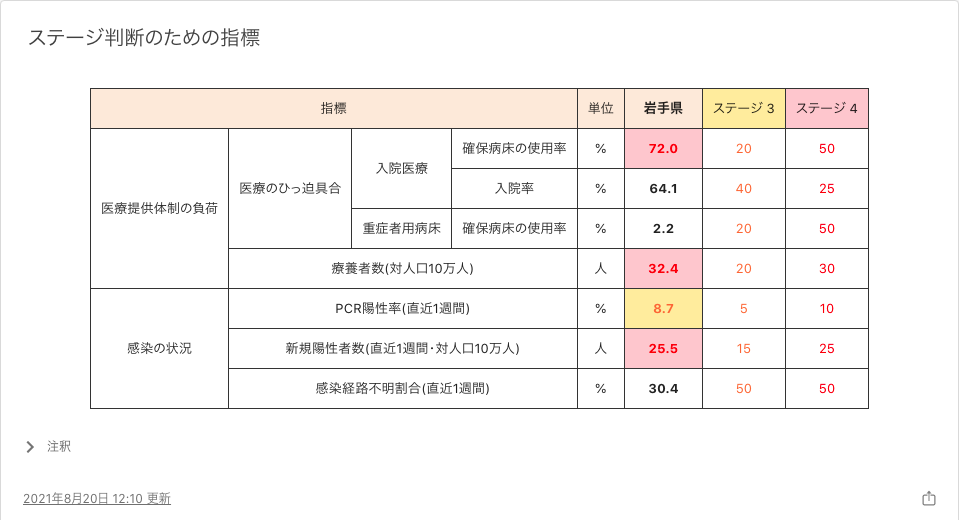 ステージ判断のための指標
指標 単位 岩手県 ステージ 3 ステージ 4
医療提供体制の負荷 医療のひっ迫具合 入院医療 確保病床の使用率 % 72.0 20 50
入院率 % 64.1 40 25
重症者用病床 確保病床の使用率 % 2.2 20 50
療養者数(対人口10万人) 人 32.4 20 30
感染の状況 PCR陽性率(直近1週間) % 8.7 5 10
新規陽性者数(直近1週間･対人口10万人) 人 25.5 15 25
感染経路不明割合(直近1週間) % 30.4 50 50
注釈
2021年8月20日 12:10 更新